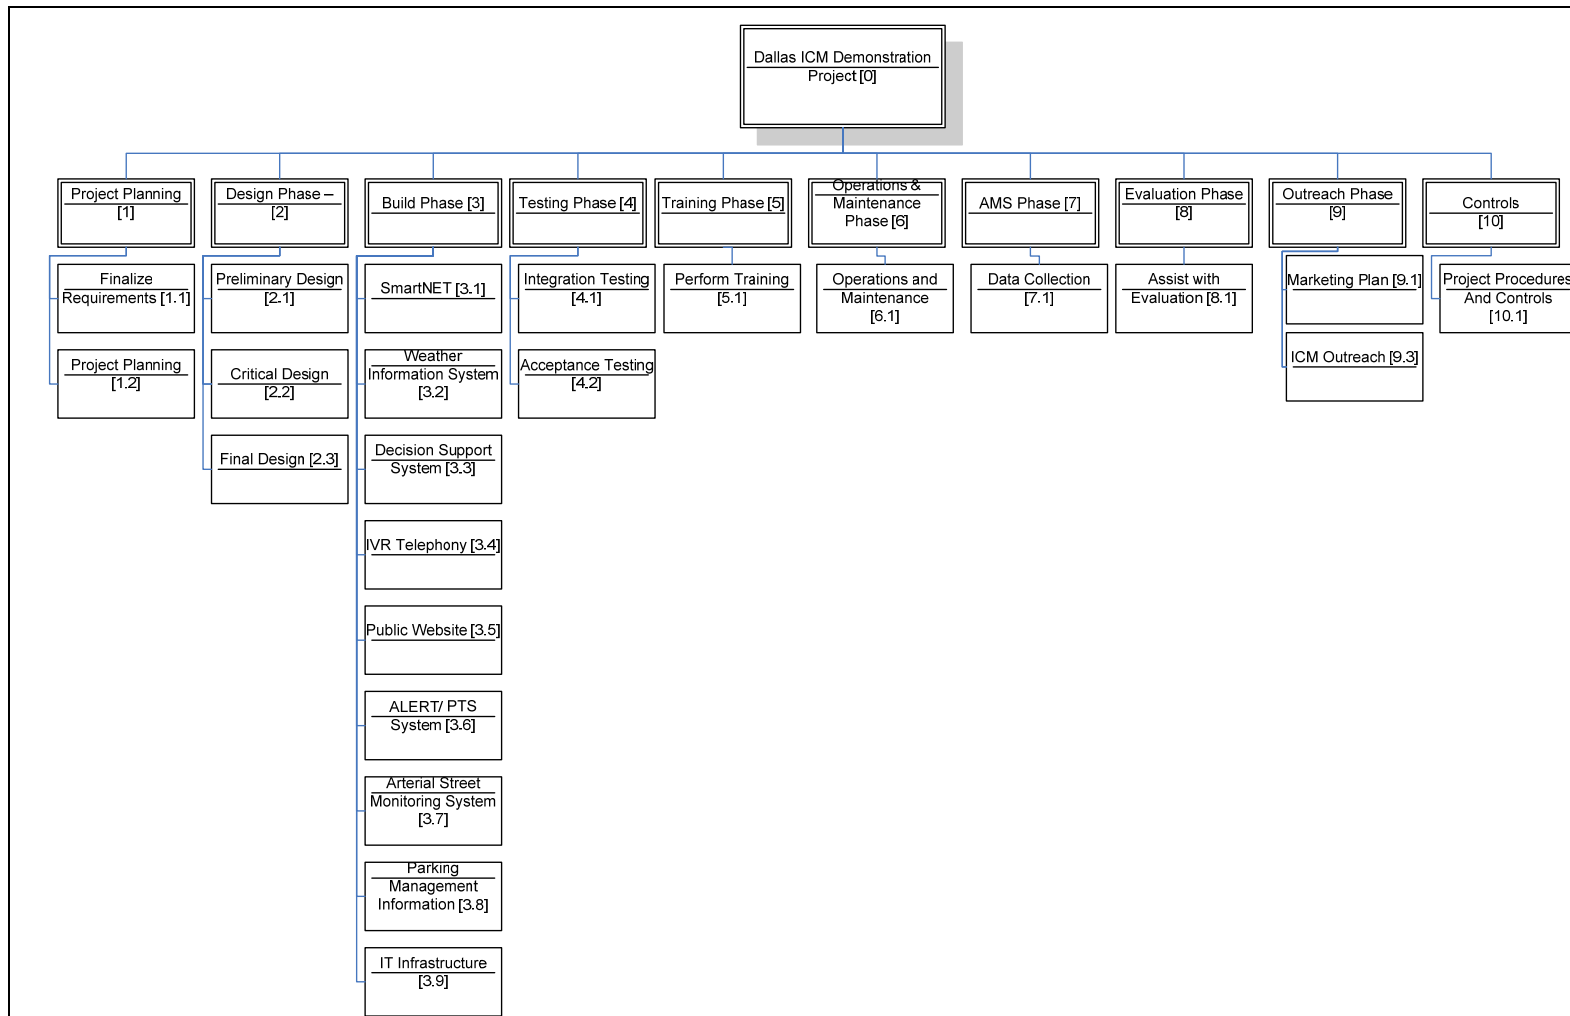 Dallas ICM Demonstration
Project [0]
Project Planning
[1]
Design Phase –
[2]
Build Phase [3]
Testing Phase [4]
Training Phase [5]
Operations &
Maintenance
Phase [6]
AMS Phase [7]
Evaluation Phase
[8]
Outreach Phase
[9]
Controls
[10]
Finalize
Requirements [1.1]
Project Planning
[1.2]
Preliminary Design
[2.1]
Critical Design
[2.2]
Final Design [2.3]
SmartNET [3.1]
Weather
Information System
[3.2]
Decision Support
System [3.3]
IVR Telephony [3.4]
Public Website [3.5]
ALERT/ PTS
System [3.6]
Arterial Street
Monitoring System
[3.7]
Parking
Management
Information [3.8]
IT Infrastructure
[3.9]
Integration Testing
[4.1]
Acceptance Testing
[4.2]
Perform Training
[5.1]
Operations and
Maintenance
[6.1]
Data Collection
[7.1]
Assist with
Evaluation [8.1]
Marketing Plan [9.1]
ICM Outreach [9.3]
Project Procedures
And Controls
[10.1]